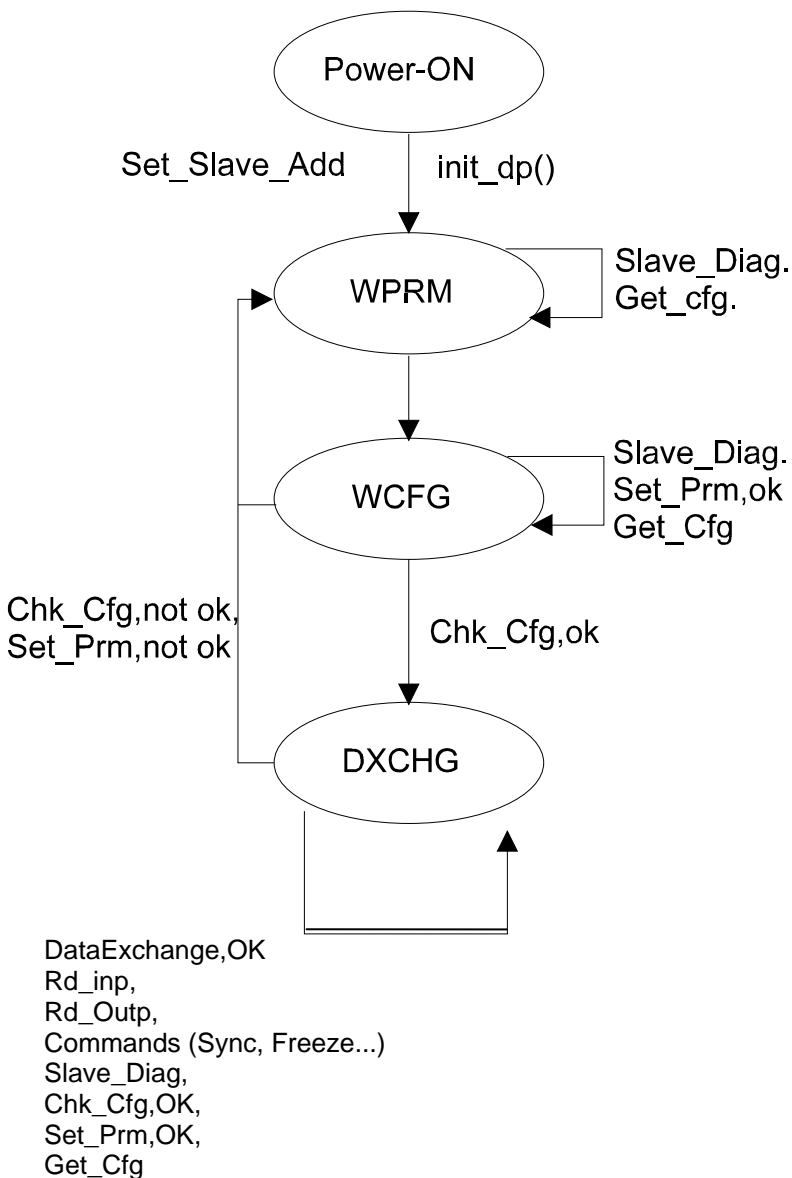 Power-ON
Set_Slave_Add
init_dp()
WPRM
Slave_Diag.
Get_cfg.
WCFG
Slave_Diag.
Set_Prm,ok
Get_Cfg
Chk_Cfg,not ok,
Set_Prm,not ok
Chk_Cfg,ok
DXCHG
DataExchange,OK
Rd_inp,
Rd_Outp,
Commands (Sync, Freeze...)
Slave_Diag,
Chk_Cfg,OK,
Set_Prm,OK,
Get_Cfg